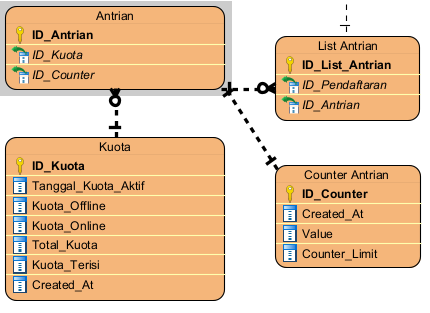 Antrian
ID_Antrian
ID_Kuota
ID_Counter
List Antrian
ID_List_Antrian
ID_Pendaftaran
ID_Antrian
Kuota
ID_Kuota
Tanggal_Kuota_Aktif
Kuota_Offline
Kuota_Online
Total_Kuota
Kuota_Terisi
Created_At
Counter Antrian
ID_Counter
Created_At
Value
Counter_Limit